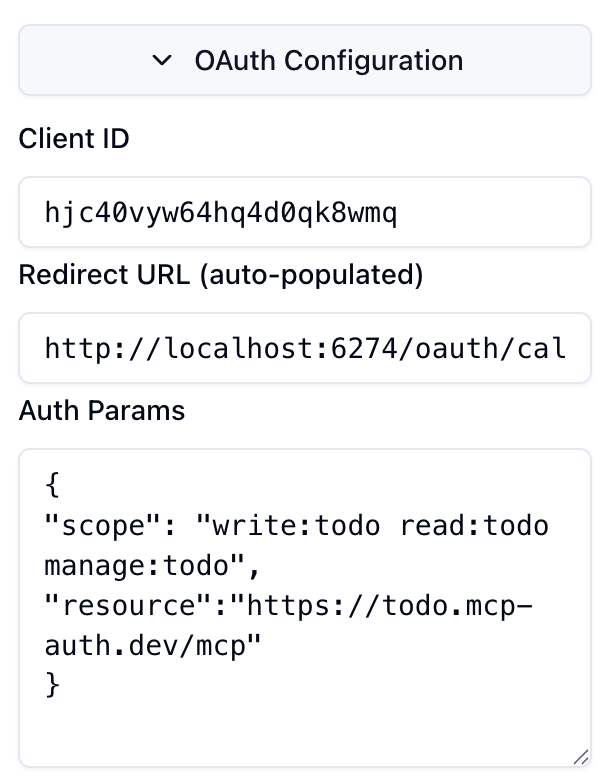 OAuth Configuration
Client ID
hjc40vyw64hq4d0qk8wmq
Redirect URL (auto-populated)
http://localhost:6274/oauth/cal
Auth Params
{
"scope": "write:todo read:todo
manage:todo",
"resource":"https://todo.mcp-
auth.dev/mcp"
}